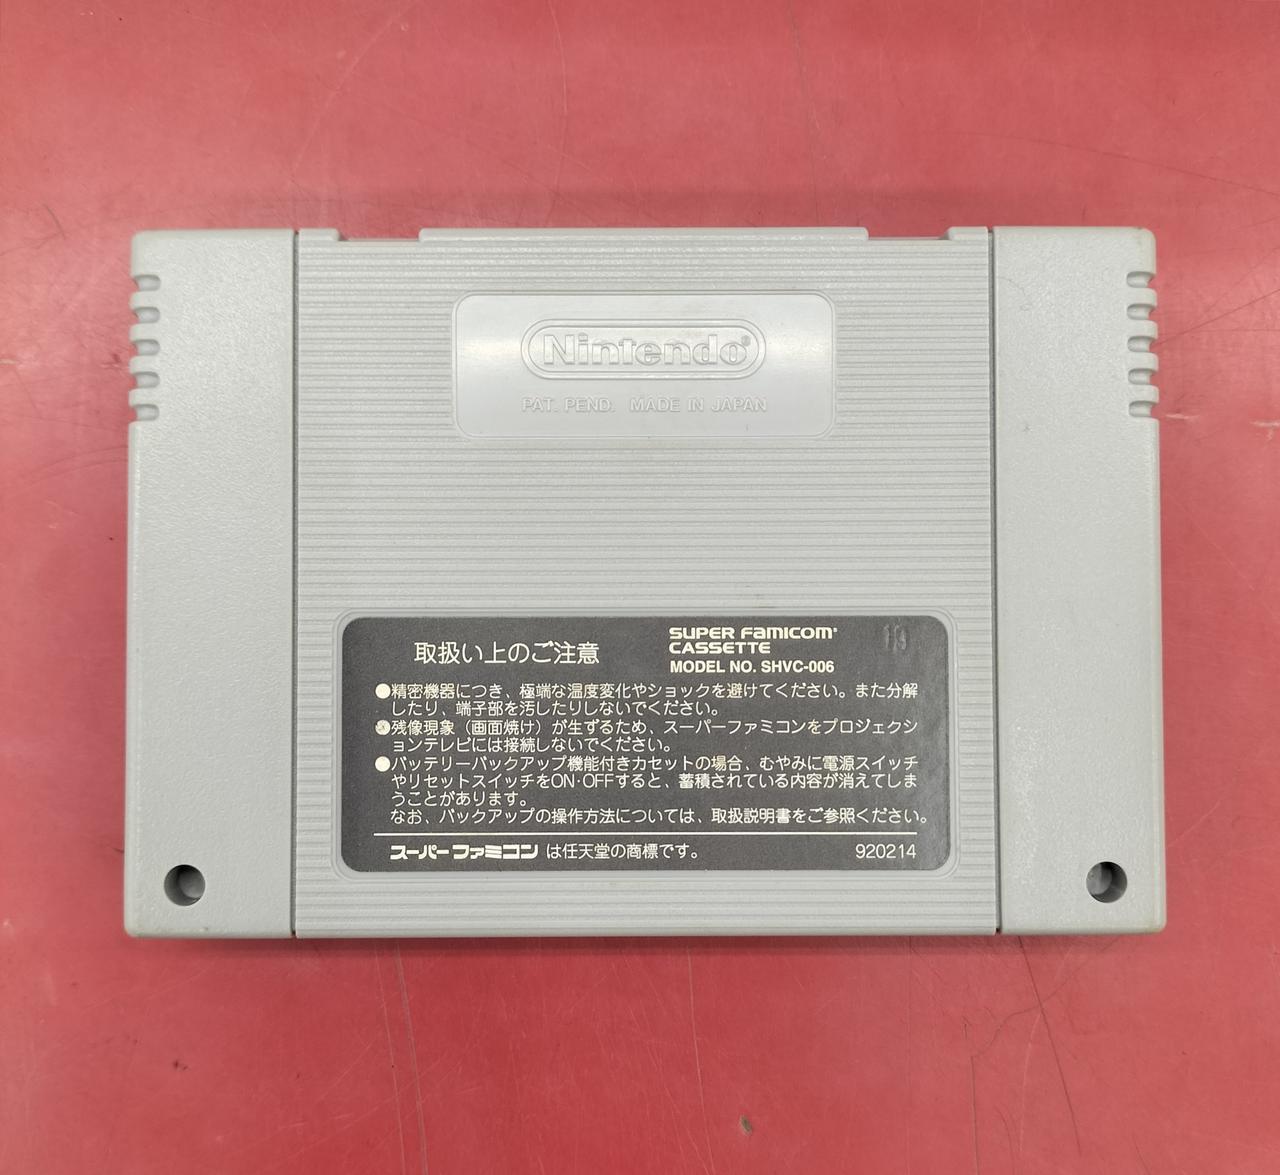 Nintendo®
PAT. PEND. MADE IN JAPAN
取扱い上のご注意
SUPER FAMICOM®
CASSETTE
MODEL NO. SHVC-006
●精密機器につき、極端な温度変化やショックを避けてください。また分解
したり、端子部を汚したりしないでください。
●残像現象（画面焼け）が生ずるため、スーパーファミコンをプロジェクシ
ョンテレビには接続しないでください。
●バッテリーバックアップ機能付きカセットの場合、むやみに電源スイッチ
やリセットスイッチをON·OFFすると、蓄積されている内容が消えてしま
うことがあります。
なお、バックアップの操作方法については、取扱説明書をご参照ください。
スーパーファミコン は任天堂の商標です。
920214